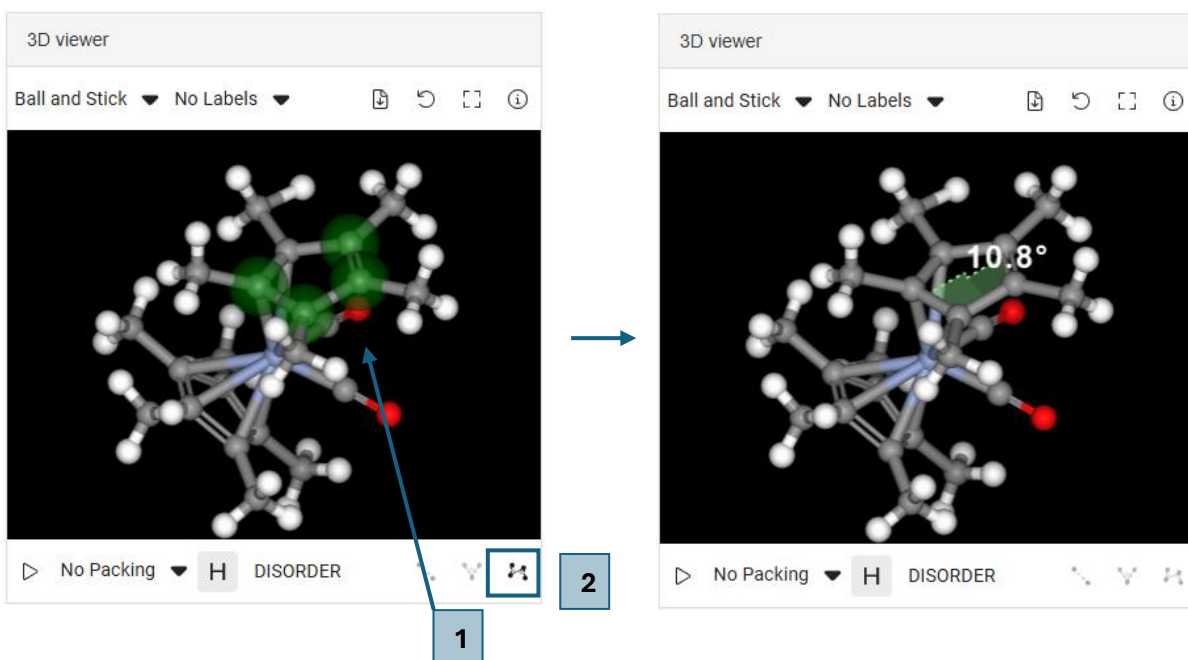 3D viewer
Ball and Stick No Labels
No Packing H DISORDER
1
2
3D viewer
Ball and Stick No Labels
10.8°
No Packing H DISORDER